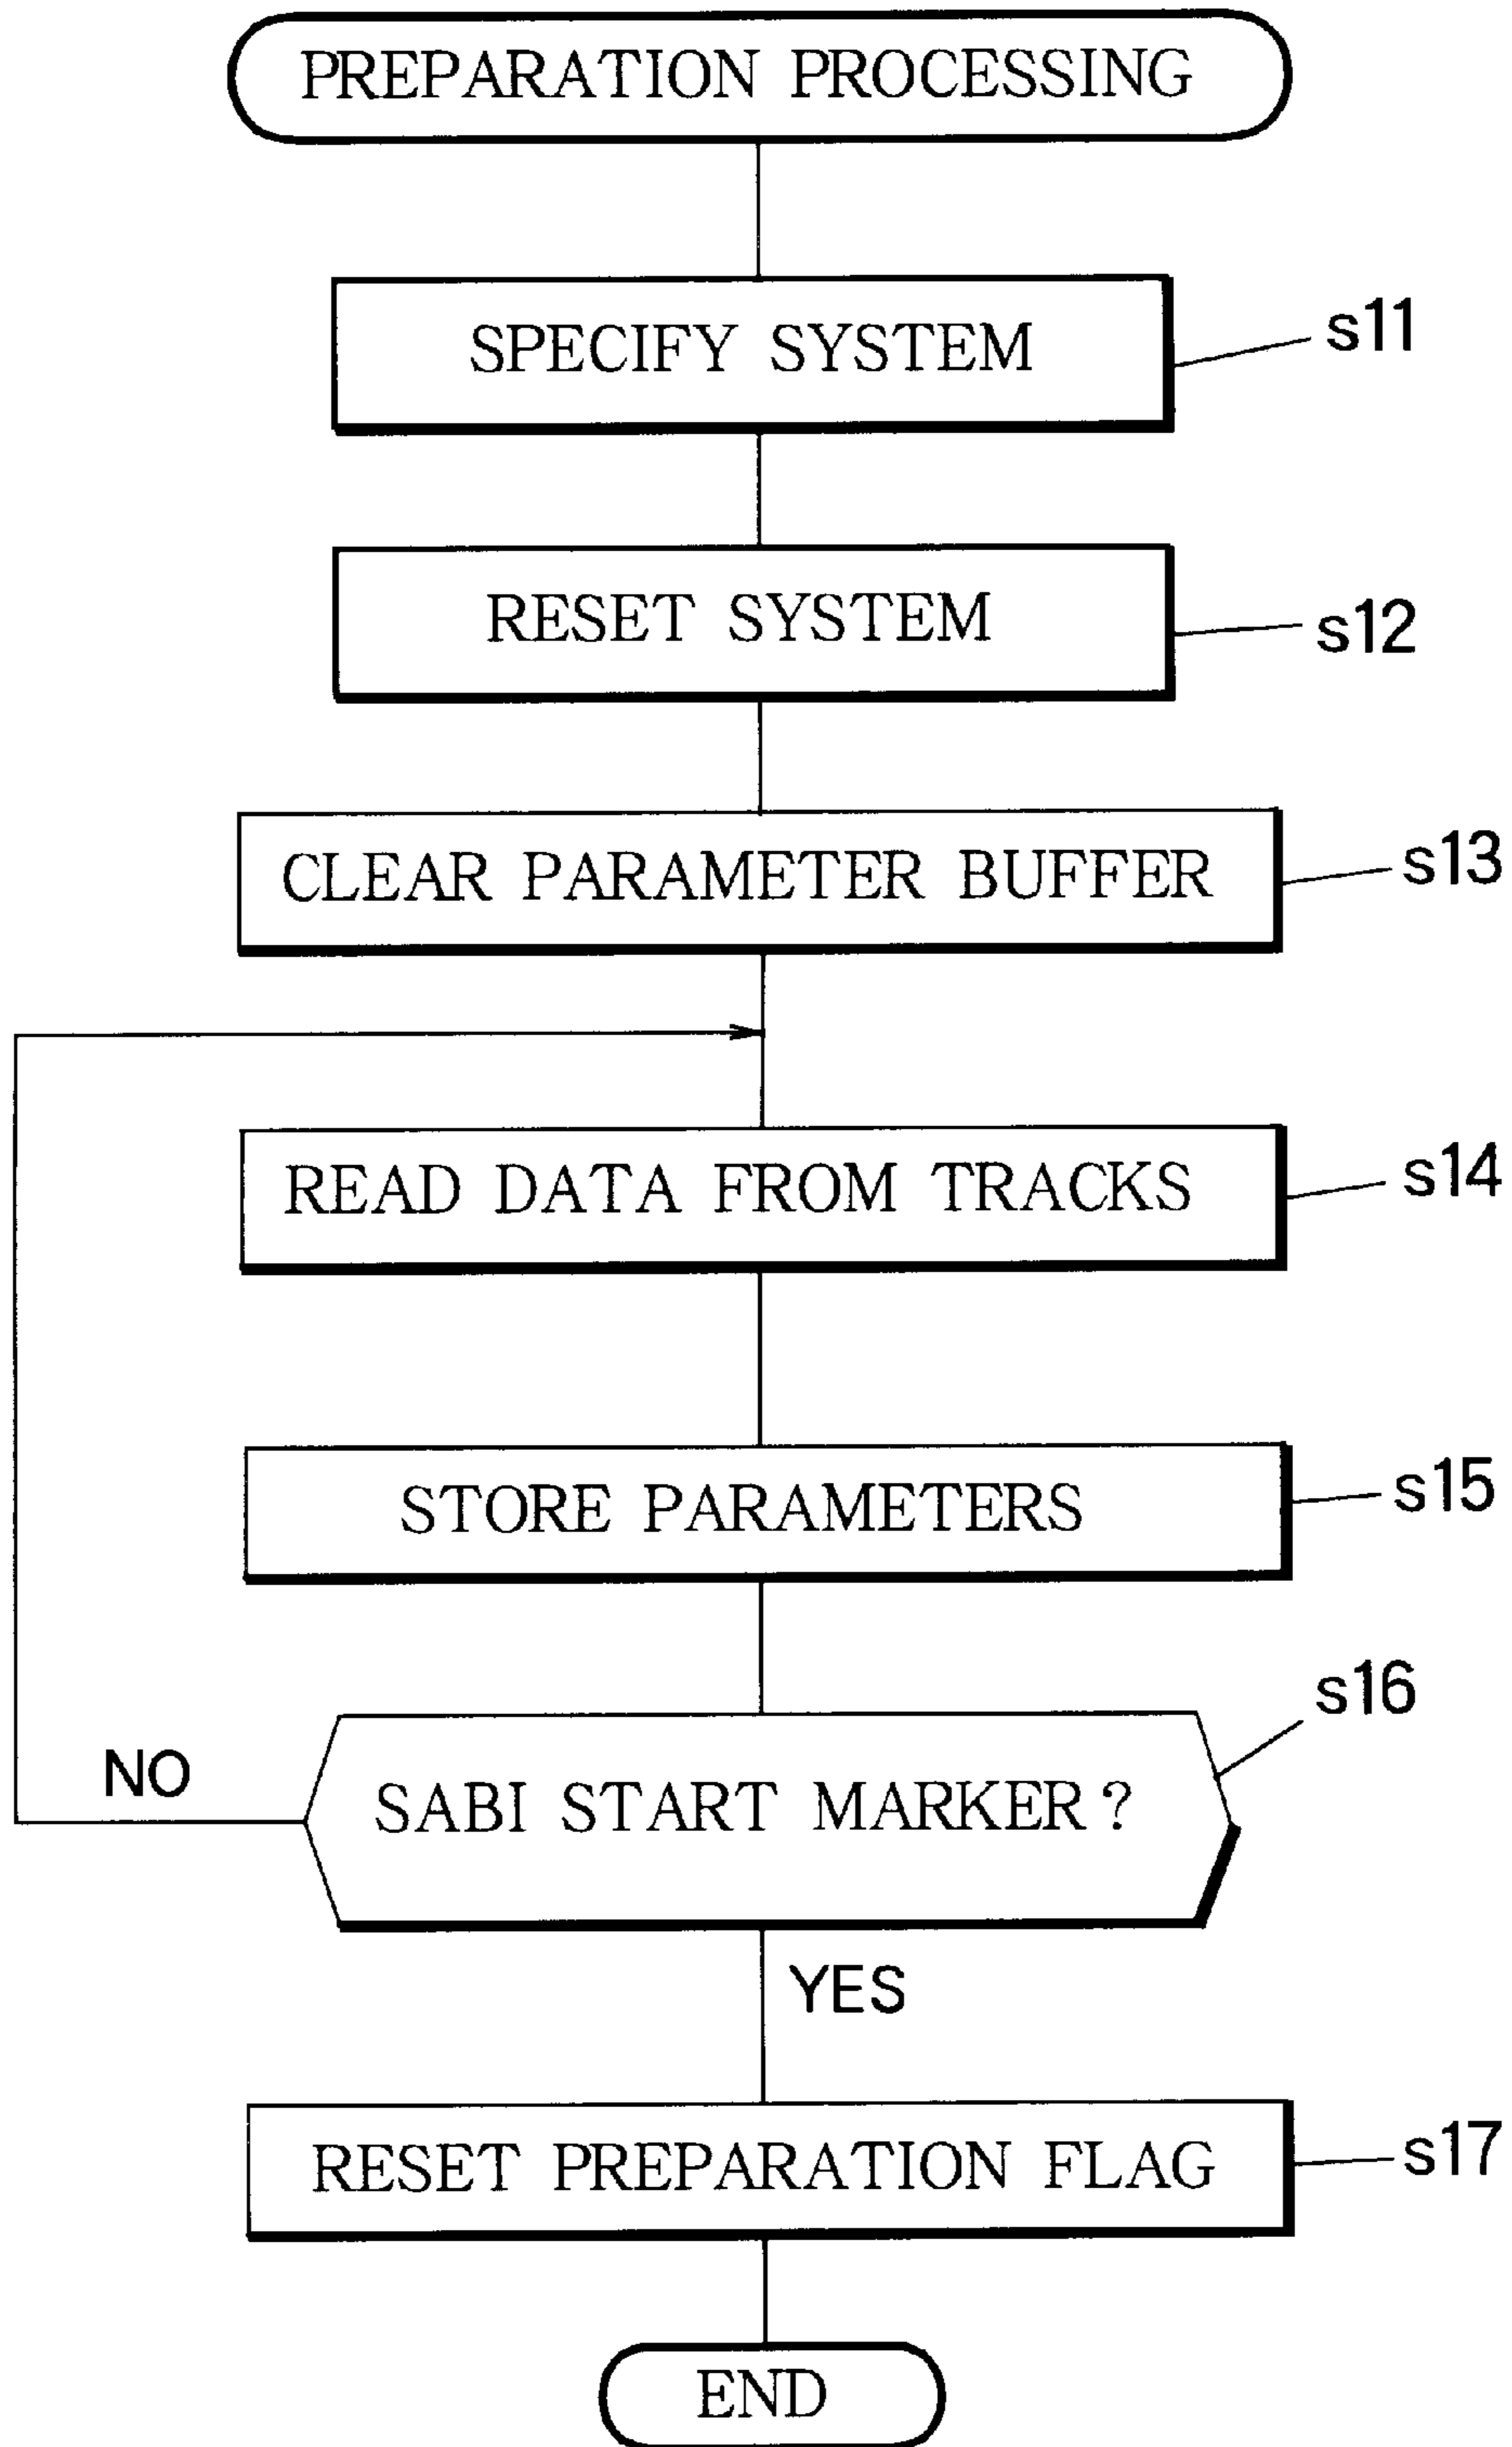 PREPARATION PROCESSING
SPECIFY SYSTEM
s11
RESET SYSTEM
s12
CLEAR PARAMETER BUFFER
s13
READ DATA FROM TRACKS
s14
STORE PARAMETERS
s15
s16
NO
SABI START MARKER?
YES
RESET PREPARATION FLAG
s17
END